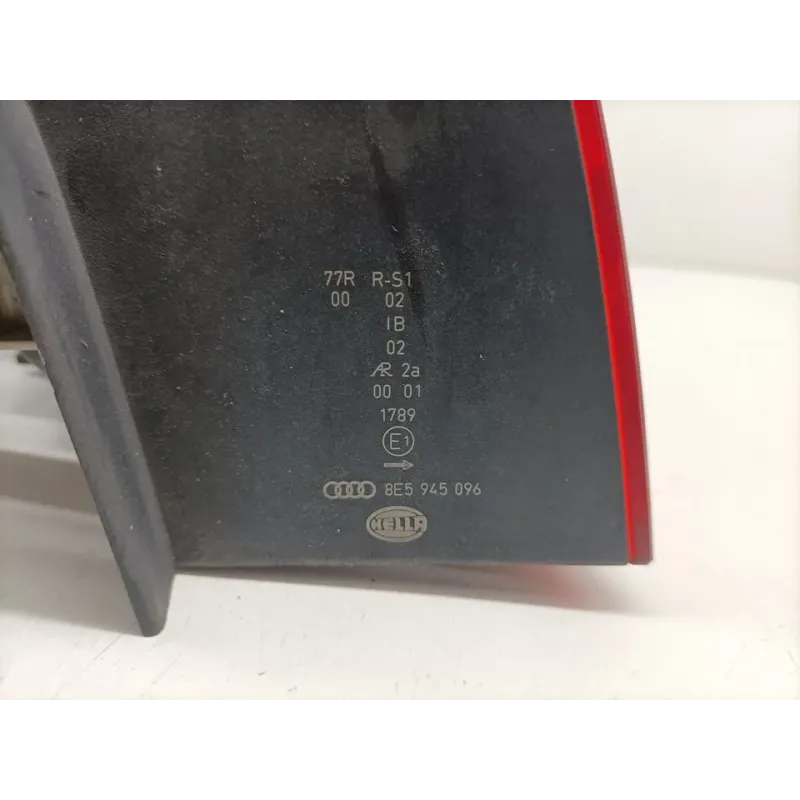 77R R-S1
00 02
IB
02
AR 2a
00 01
1789
E1
8E5 945 096
HELLA